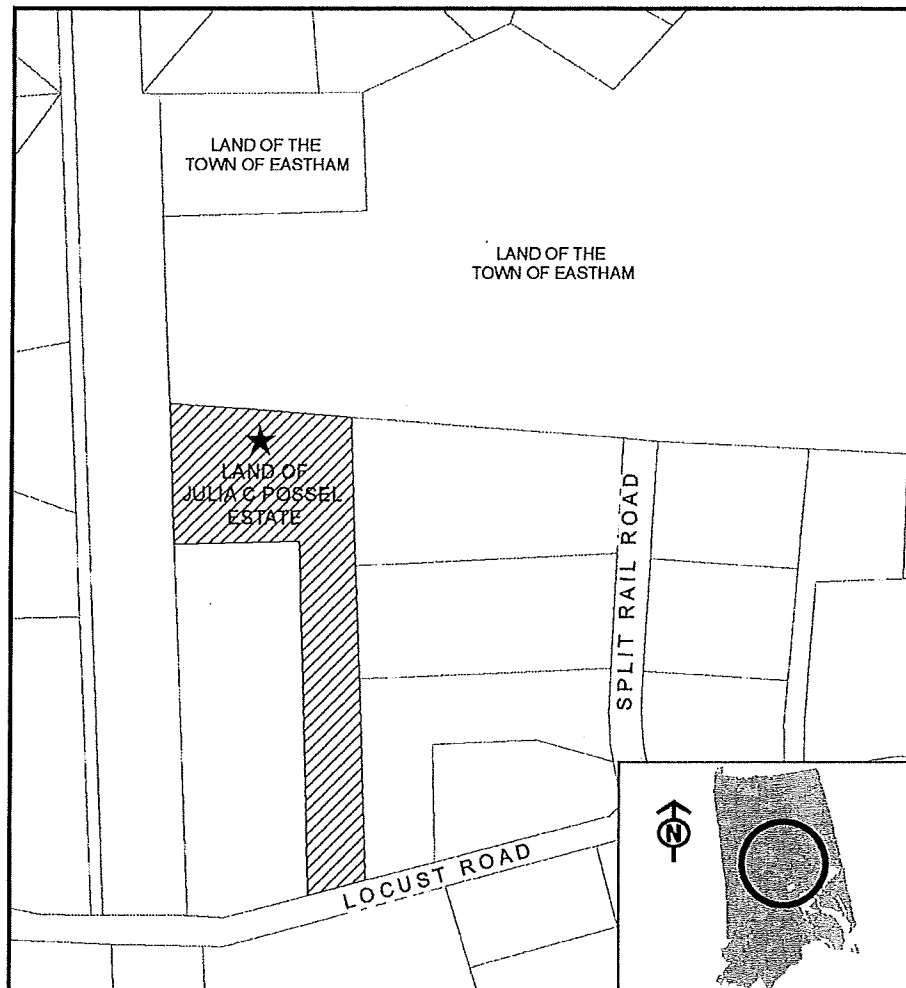 LAND OF THE
TOWN OF EASTHAM
LAND OF THE
TOWN OF EASTHAM
LAND OF
JULIA C POSSEL
ESTATE
SPLIT RAIL ROAD
LOCUST ROAD
N